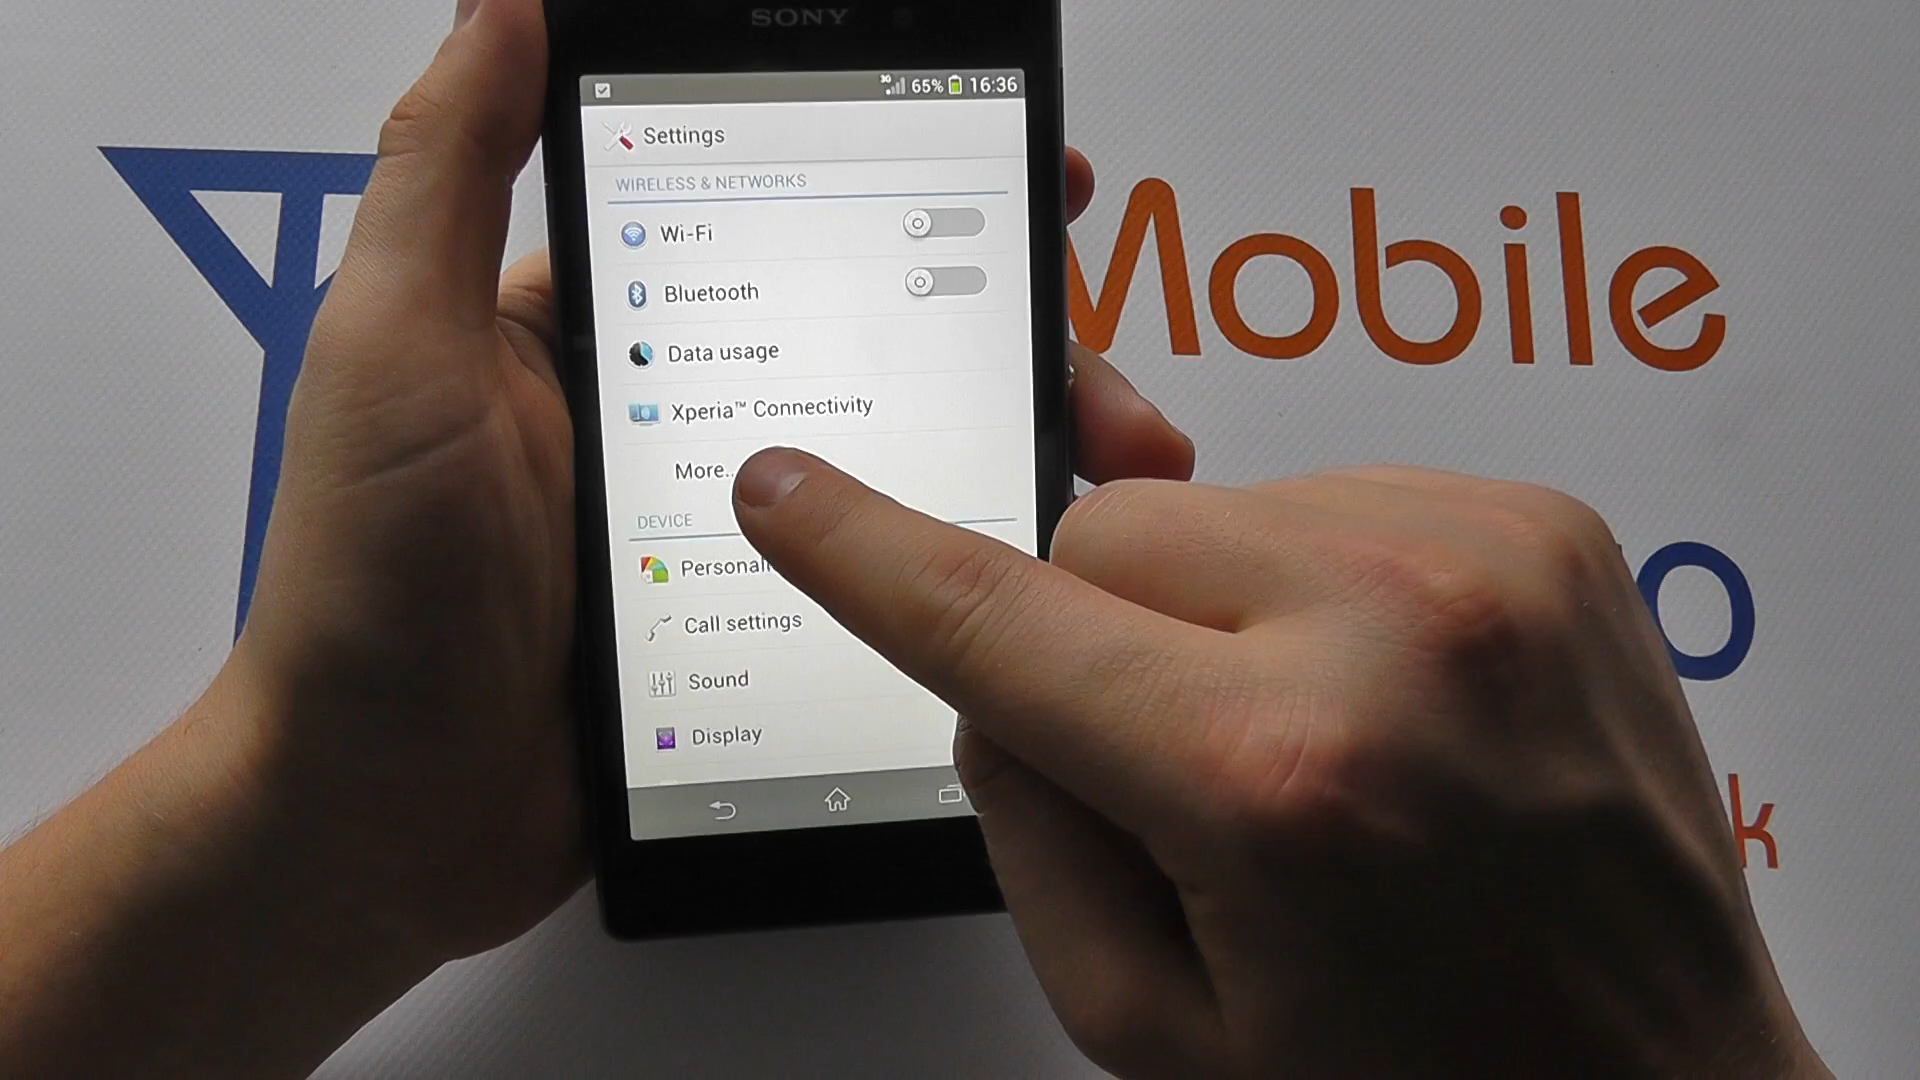 SONY
3G 65% 16:36
Settings
WIRELESS & NETWORKS
Wi-Fi
Bluetooth
Data usage
Xperia™ Connectivity
More..
DEVICE
Call settings
Sound
Display
Mobile